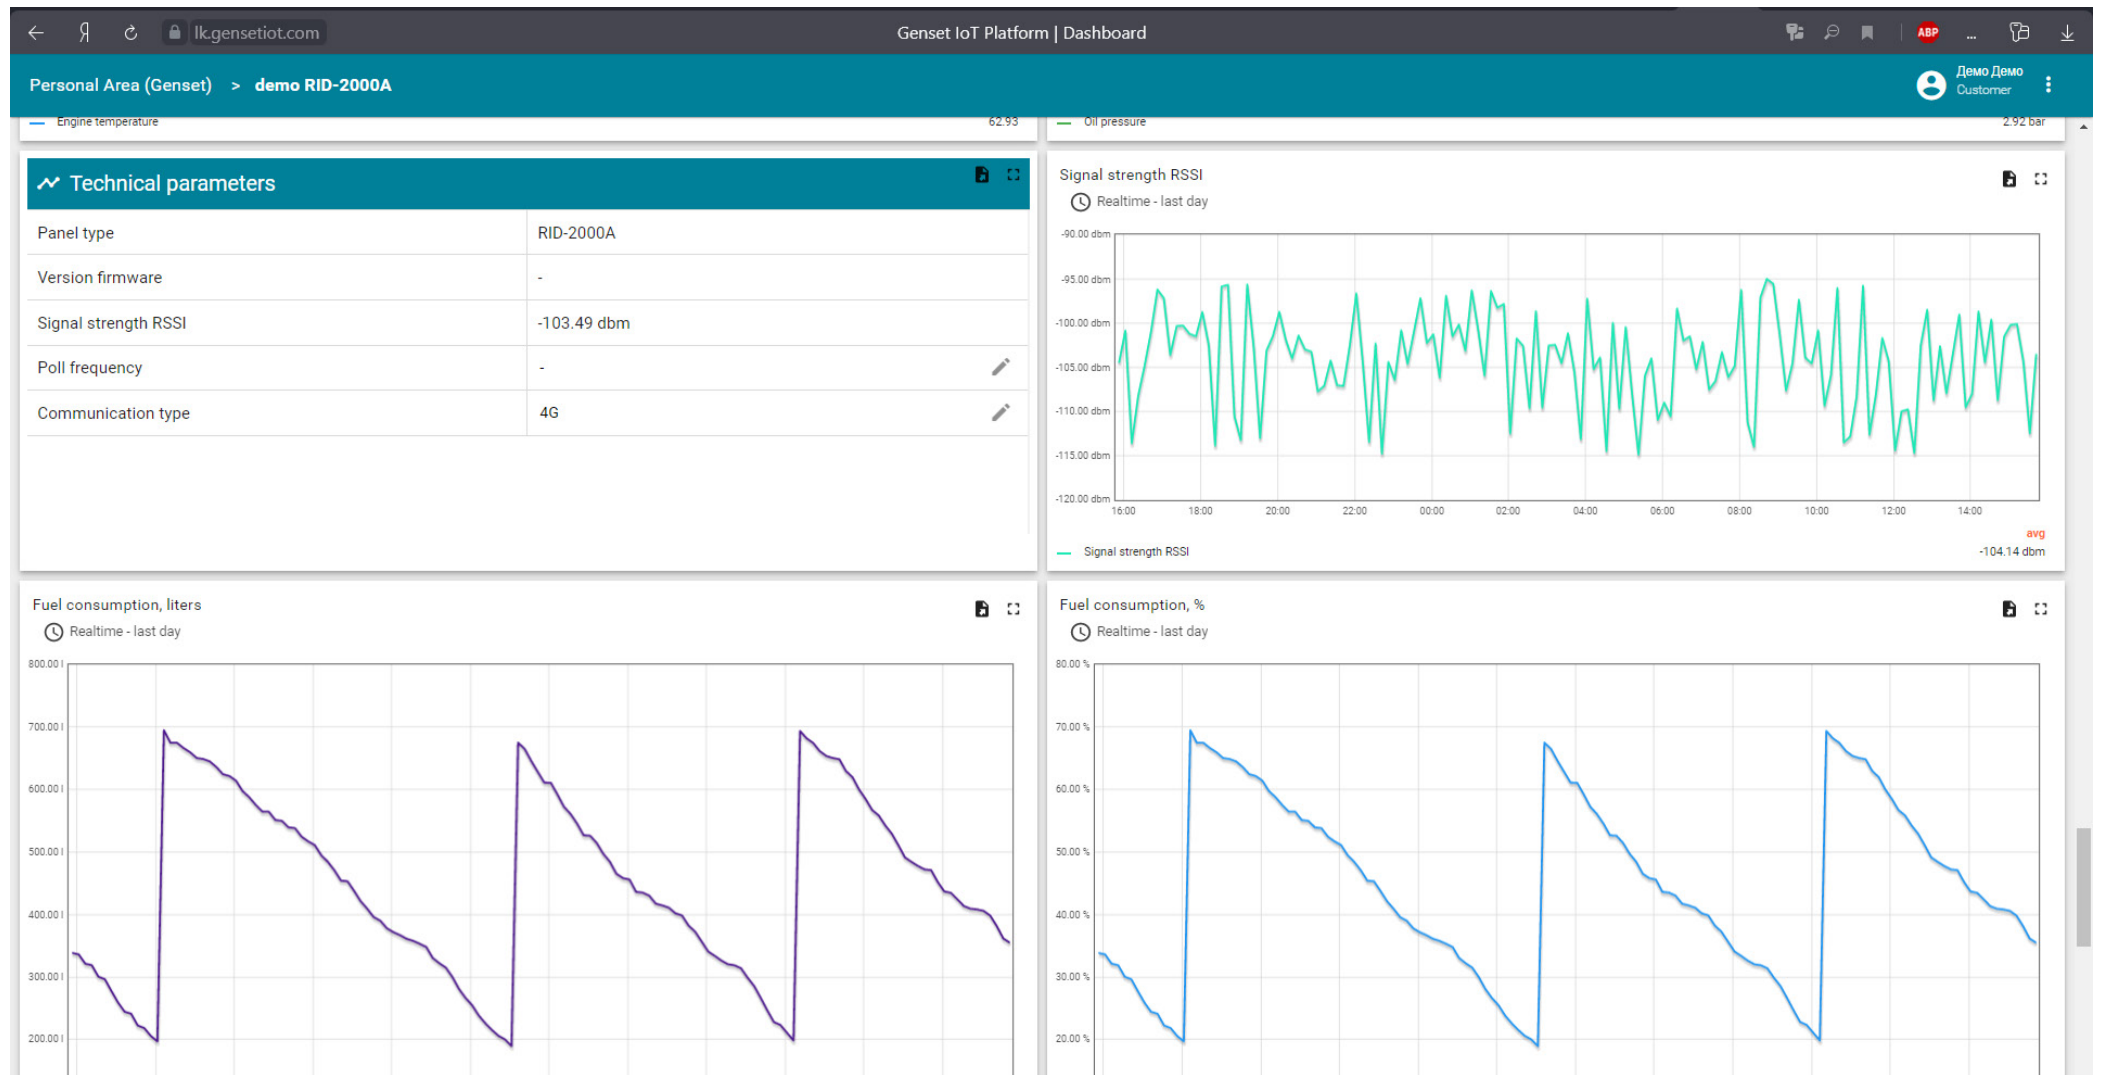 lk.gensetiot.com
Genset IoT Platform | Dashboard
ABP
...
Personal Area (Genset) > demo RID-2000A
Демо Демо
Customer
Engine temperature 62.93
Oil pressure 2.92 bar
Technical parameters
Panel type RID-2000A
Version firmware -
Signal strength RSSI -103.49 dbm
Poll frequency -
Communication type 4G
Signal strength RSSI
Realtime - last day
-90.00 dbm
-95.00 dbm
-100.00 dbm
-105.00 dbm
-110.00 dbm
-115.00 dbm
-120.00 dbm
16:00 18:00 20:00 22:00 00:00 02:00 04:00 06:00 08:00 10:00 12:00 14:00
avg
Signal strength RSSI -104.14 dbm
Fuel consumption, liters
Realtime - last day
800.00 l
700.00 l
600.00 l
500.00 l
400.00 l
300.00 l
200.00 l
Fuel consumption, %
Realtime - last day
80.00 %
70.00 %
60.00 %
50.00 %
40.00 %
30.00 %
20.00 %